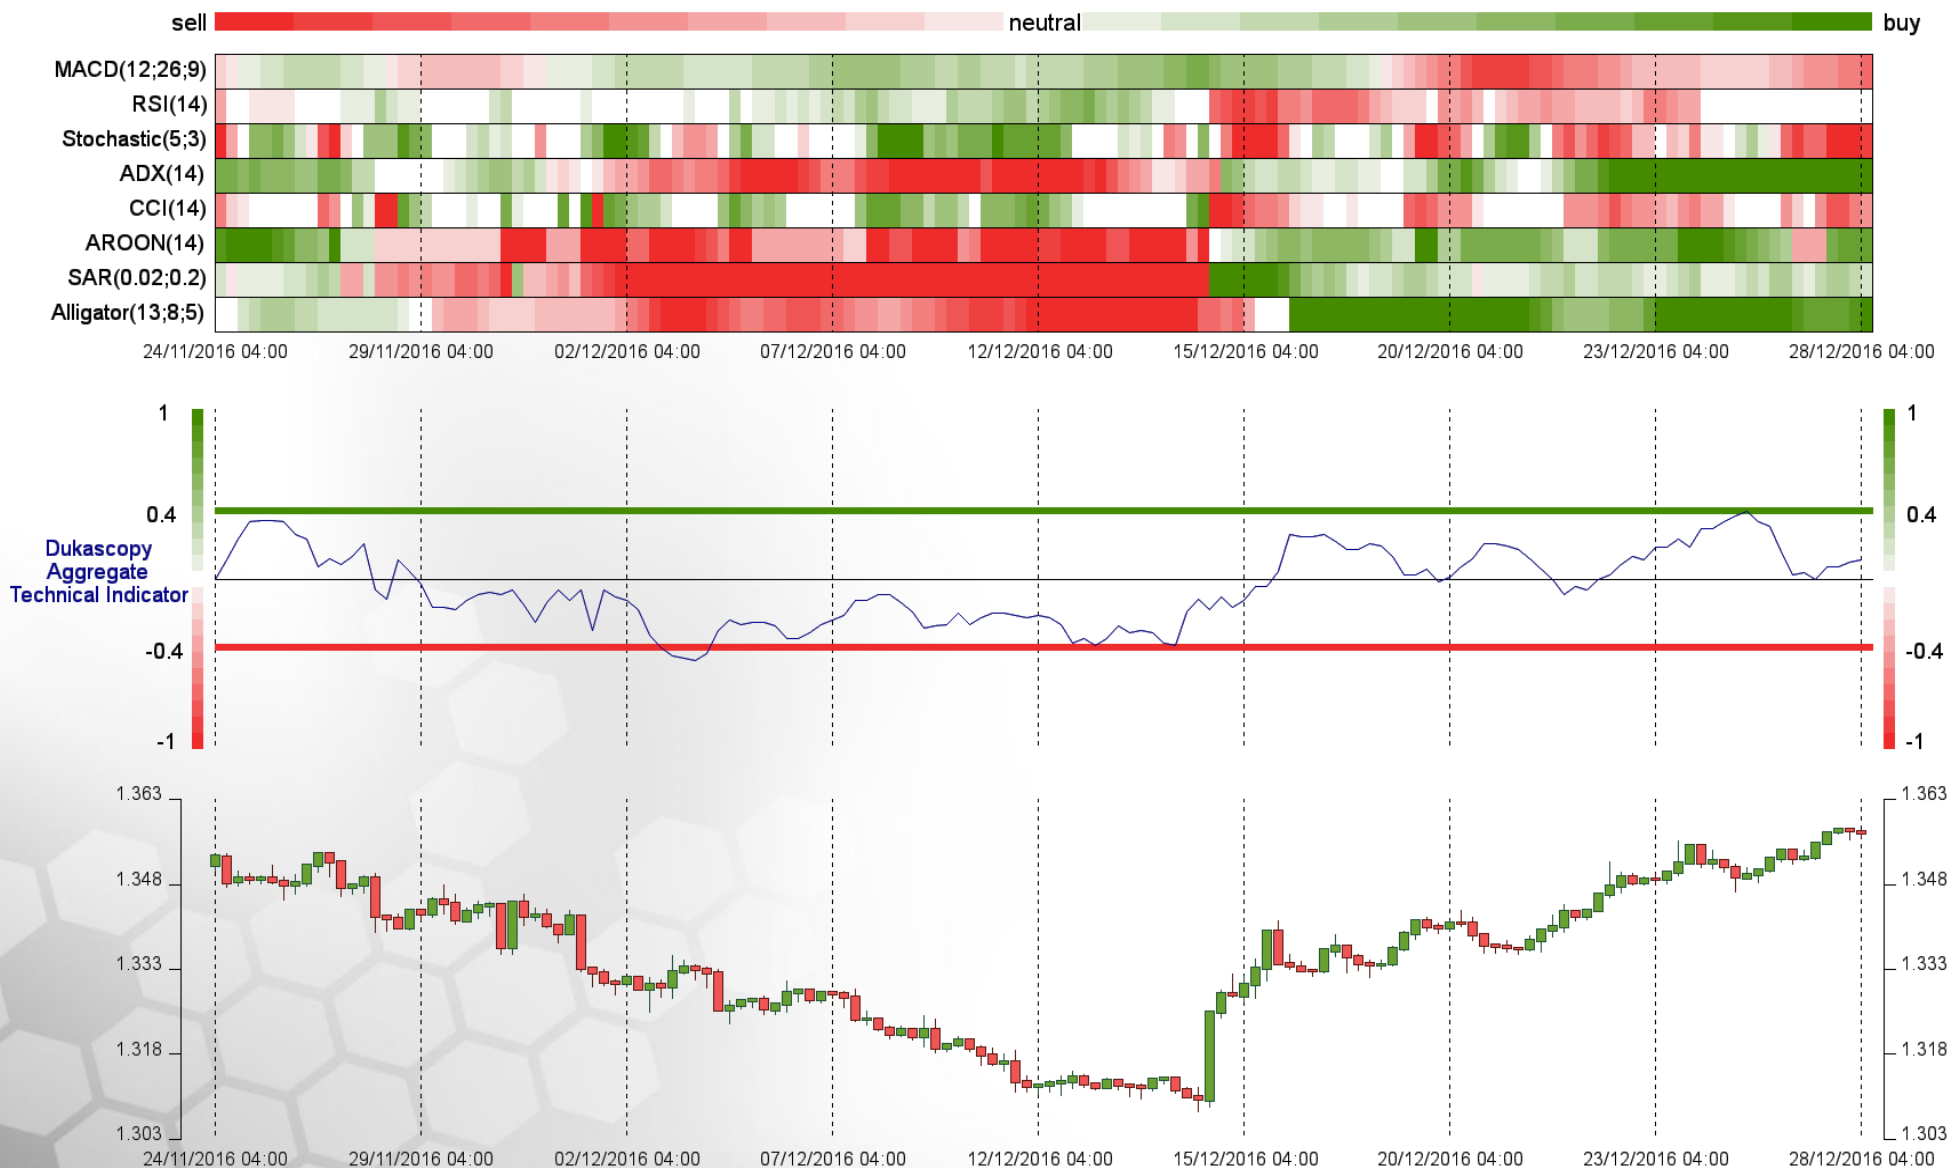 sell neutral buy
MACD(12;26;9)
RSI(14)
Stochastic(5;3)
ADX(14)
CCI(14)
AROON(14)
SAR(0.02;0.2)
Alligator(13;8;5)
24/11/2016 04:00 29/11/2016 04:00 02/12/2016 04:00 07/12/2016 04:00 12/12/2016 04:00 15/12/2016 04:00 20/12/2016 04:00 23/12/2016 04:00 28/12/2016 04:00
1 1
0.4 0.4
Dukascopy
Aggregate
Technical Indicator
-0.4 -0.4
-1 -1
1.363 1.363
1.348 1.348
1.333 1.333
1.318 1.318
1.303 1.303
24/11/2016 04:00 29/11/2016 04:00 02/12/2016 04:00 07/12/2016 04:00 12/12/2016 04:00 15/12/2016 04:00 20/12/2016 04:00 23/12/2016 04:00 28/12/2016 04:00